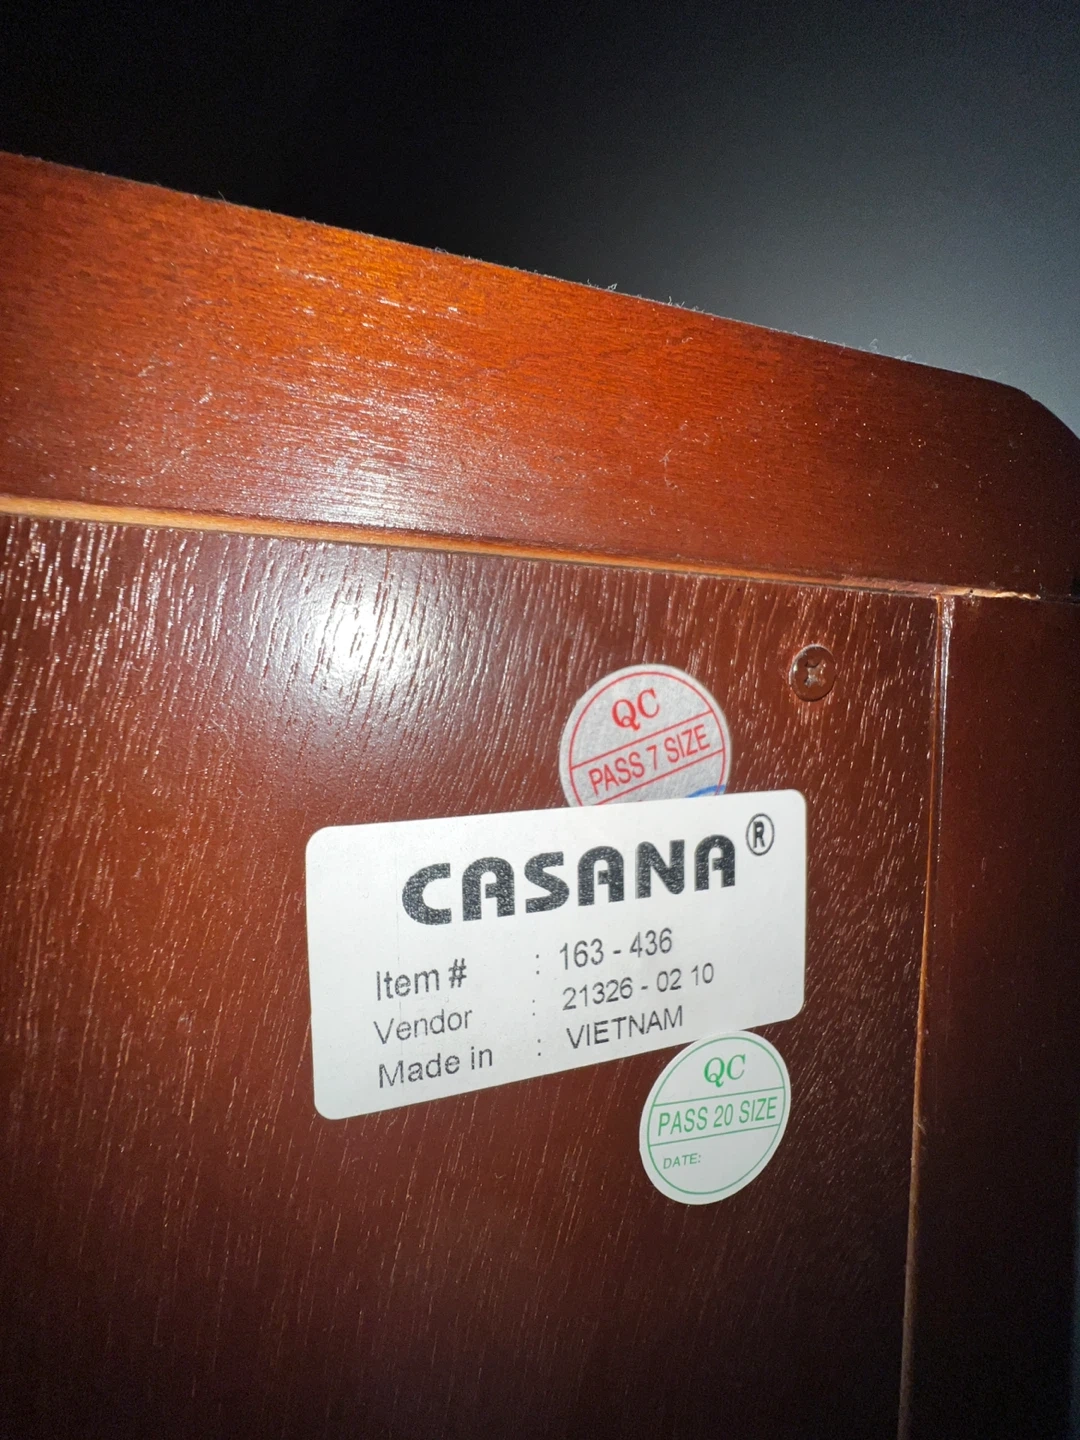 QC
PASS 7 SIZE
CASANA®
Item # : 163 - 436
Vendor : 21326 - 02 10
Made in : VIETNAM
QC
PASS 20 SIZE
DATE: